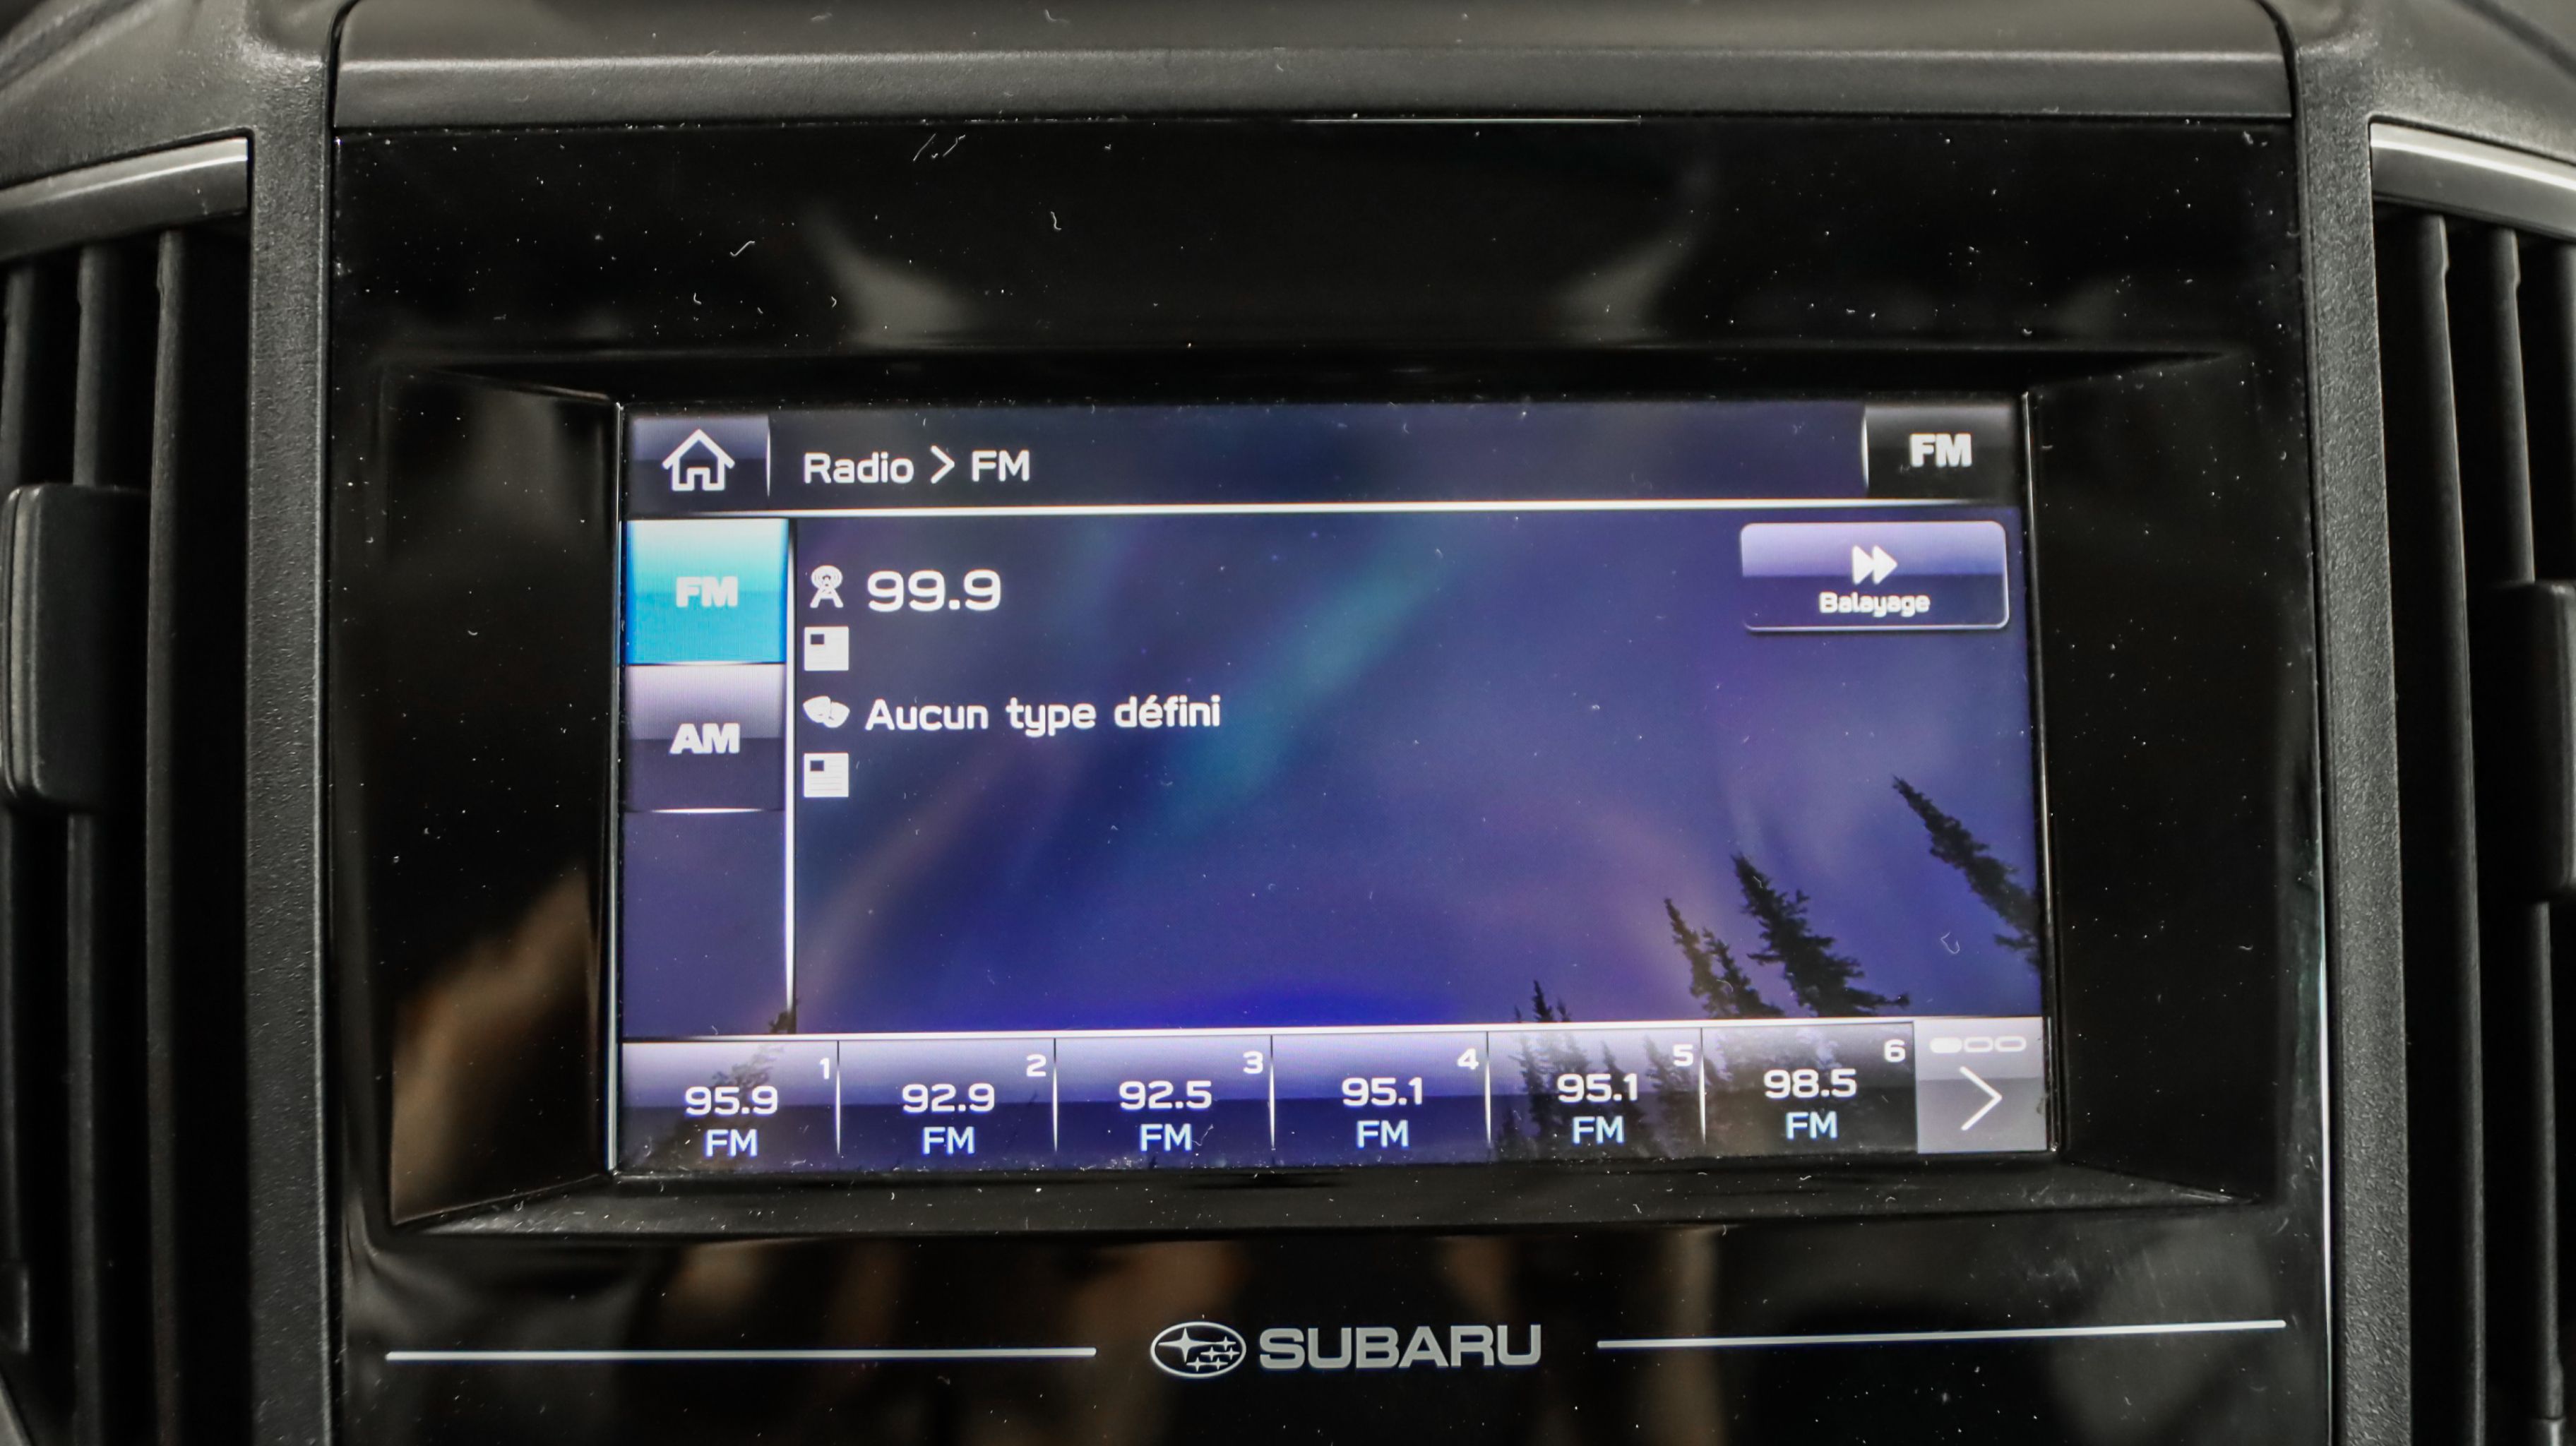 Radio > FM
FM
FM
99.9
Balayage
AM
Aucun type défini
1
2
3
4
5
6
95.9
92.9
92.5
95.1
95.1
98.5
FM
FM
FM
FM
FM
FM
SUBARU